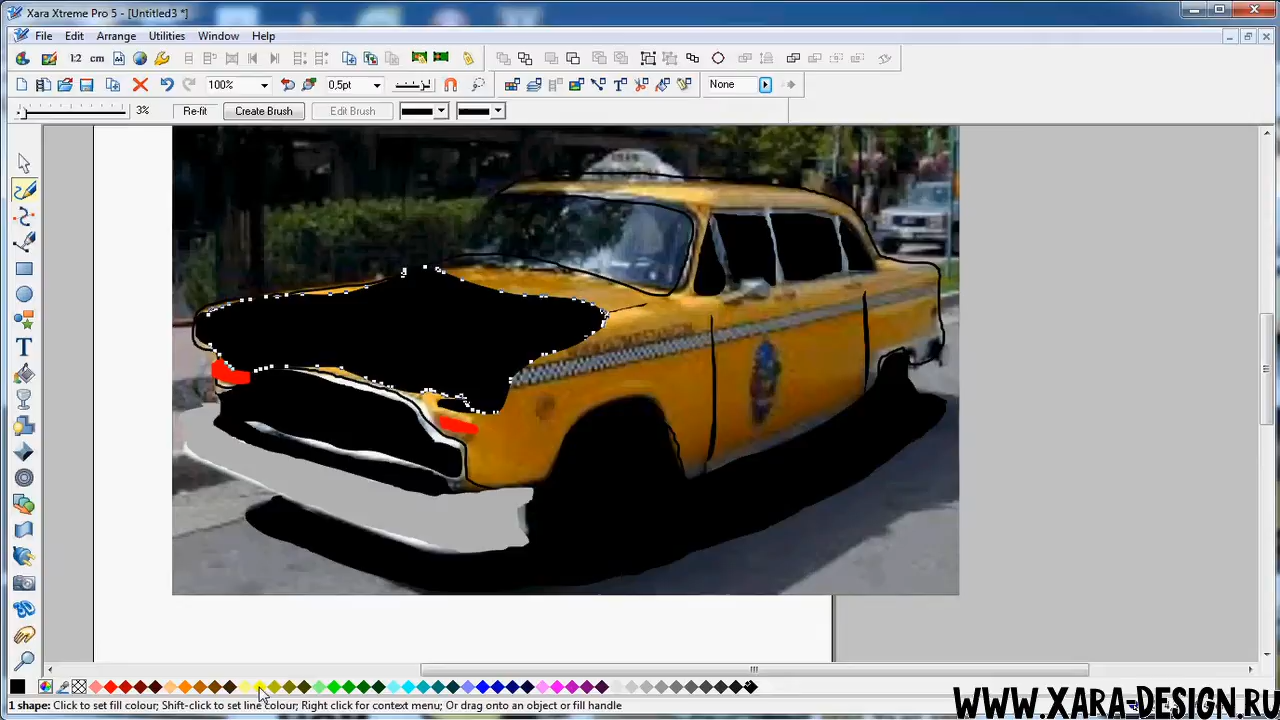 Xara Xtreme Pro 5 - [Untitled3 *]
File Edit Arrange Utilities Window Help
1:2 cm
100% 0,5pt None
3% Re-fit Create Brush Edit Brush
1 shape: Click to set fill colour; Shift-click to set line colour; Right click for context menu; Or drag onto an object or fill handle
WWW.XARA-DESIGN.RU